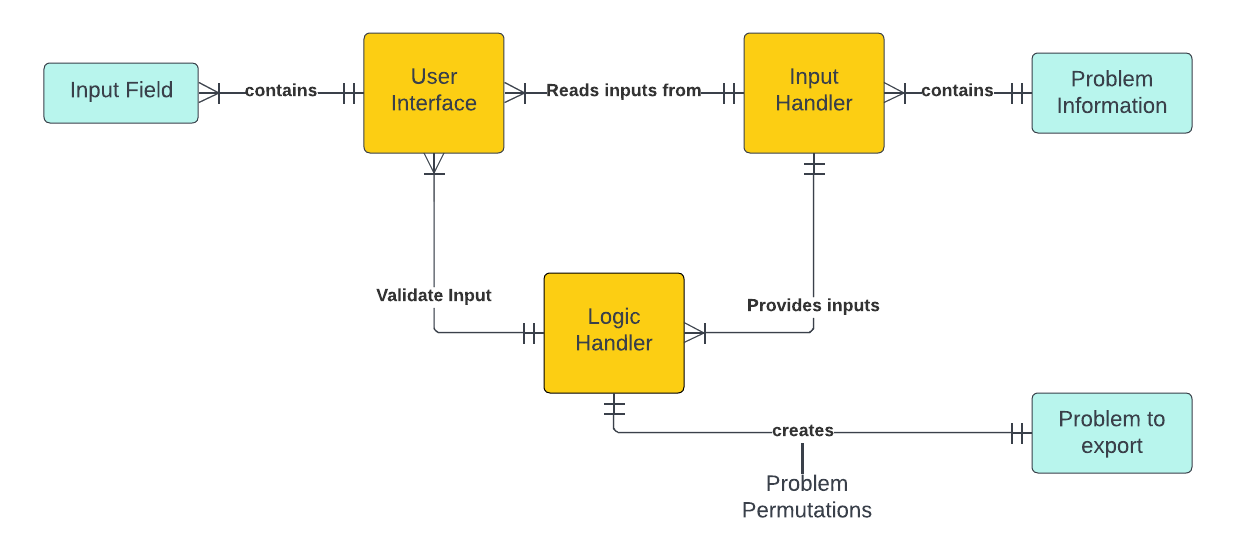 Input Field
contains
User
Interface
Reads inputs from
Input
Handler
contains
Problem
Information
Validate Input
Logic
Handler
Provides inputs
creates
Problem
Permutations
Problem to
export